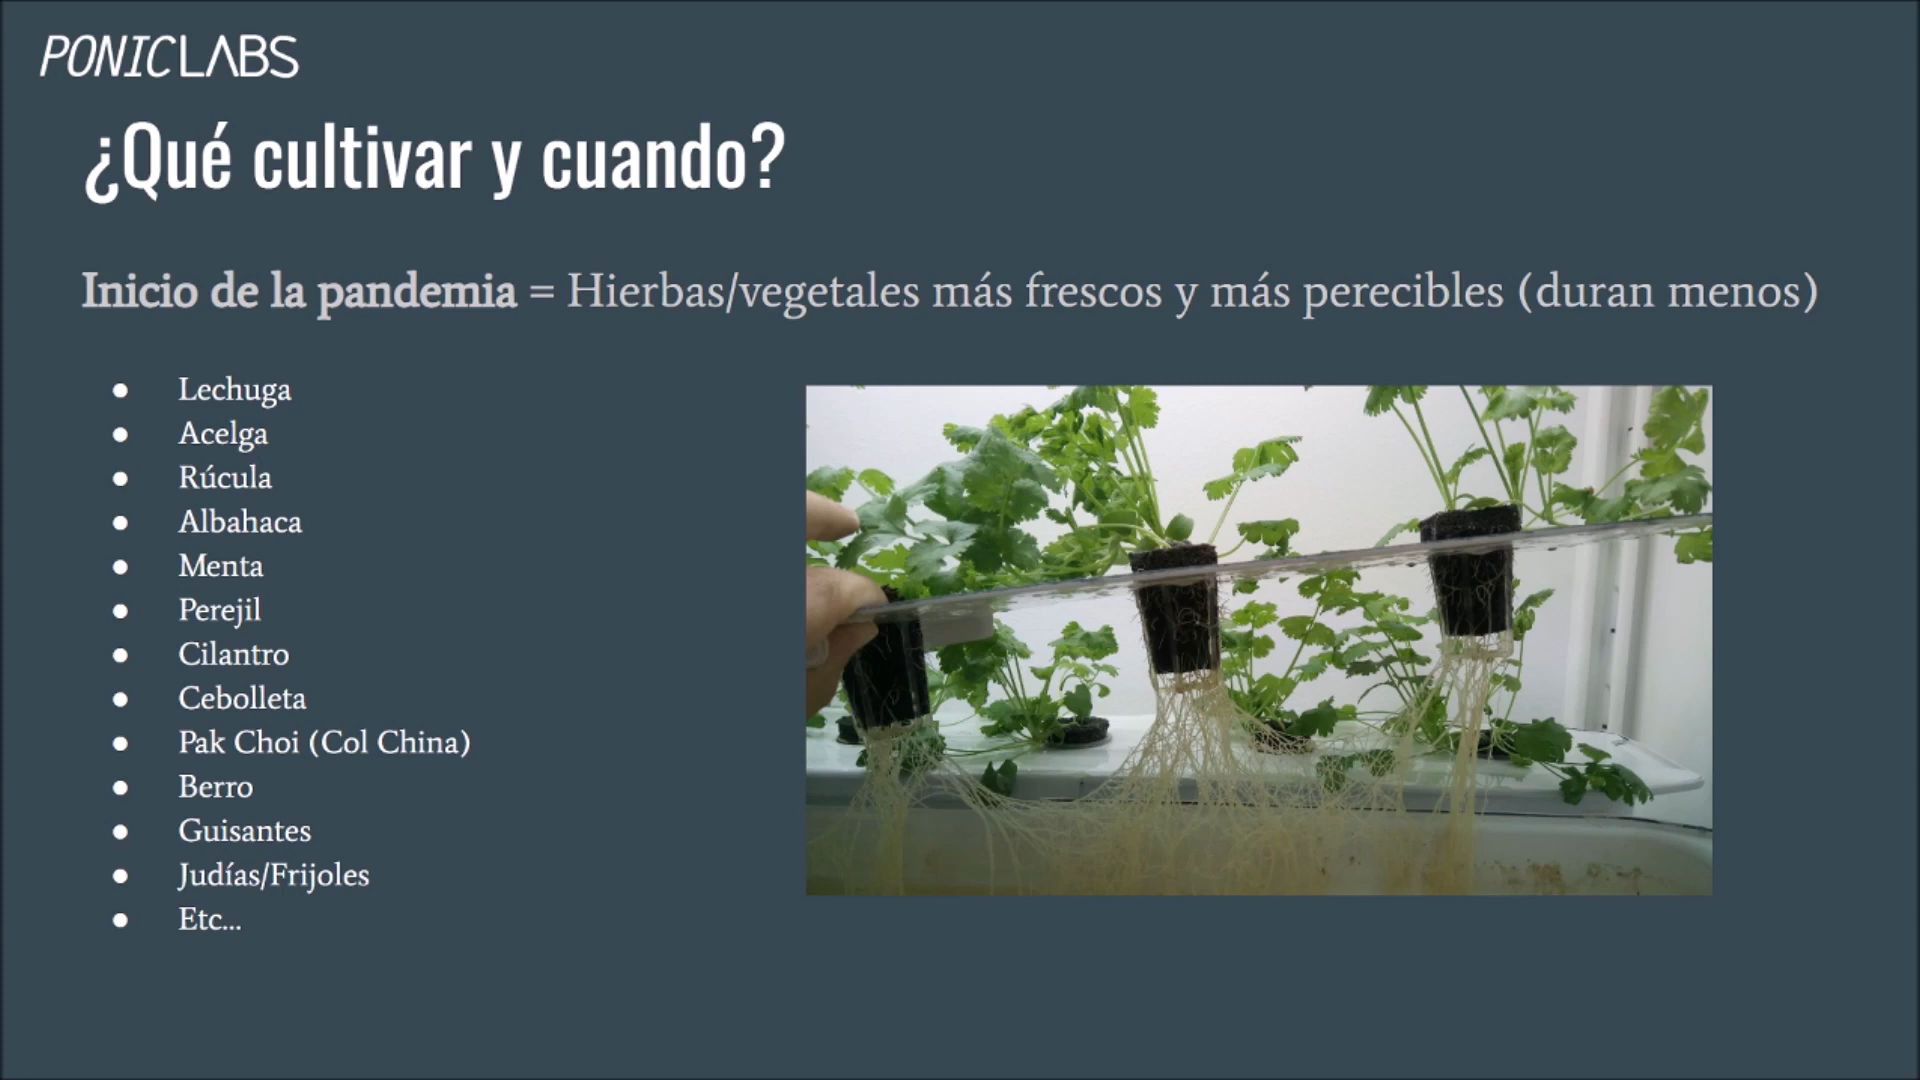 PONICLABS
¿Qué cultivar y cuando?
Inicio de la pandemia = Hierbas/vegetales más frescos y más perecibles (duran menos)
● Lechuga
● Acelga
● Rúcula
● Albahaca
● Menta
● Perejil
● Cilantro
● Cebolleta
● Pak Choi (Col China)
● Berro
● Guisantes
● Judías/Frijoles
● Etc...